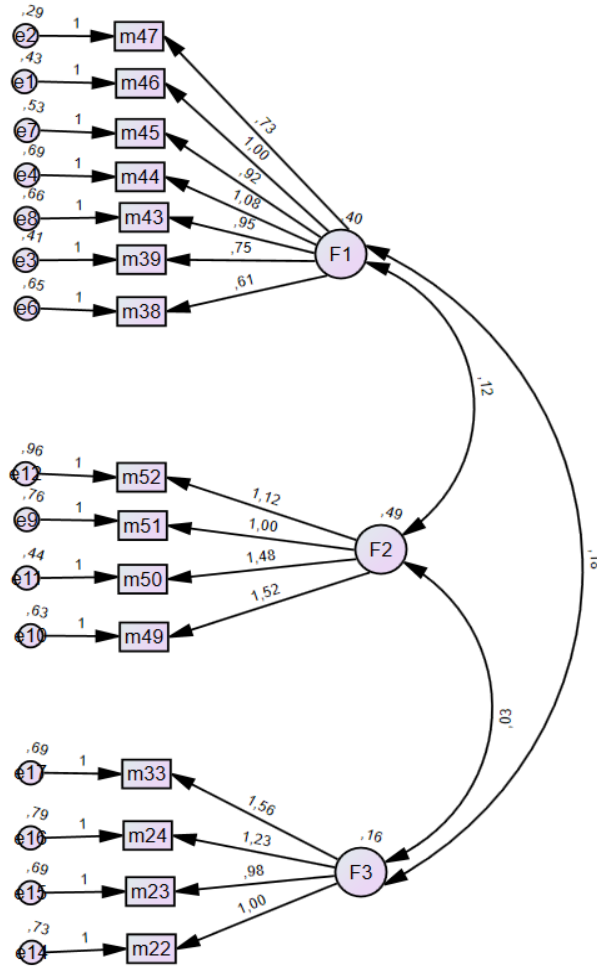 ,29
e2 1 m47
,43
e1 1 m46
,53
e7 1 m45
,69
e4 1 m44
,66
e8 1 m43
,41
e3 1 m39
,65
e6 1 m38
,73
1,00
,92
1,08
,95
,75
,61
,40
F1
,12
,18
,96
e12 1 m52
,76
e9 1 m51
,44
e11 1 m50
,63
e10 1 m49
1,12
1,00
1,48
1,52
,49
F2
,03
,69
e17 1 m33
,79
e16 1 m24
,69
e15 1 m23
,73
e14 1 m22
1,56
1,23
,98
1,00
,16
F3